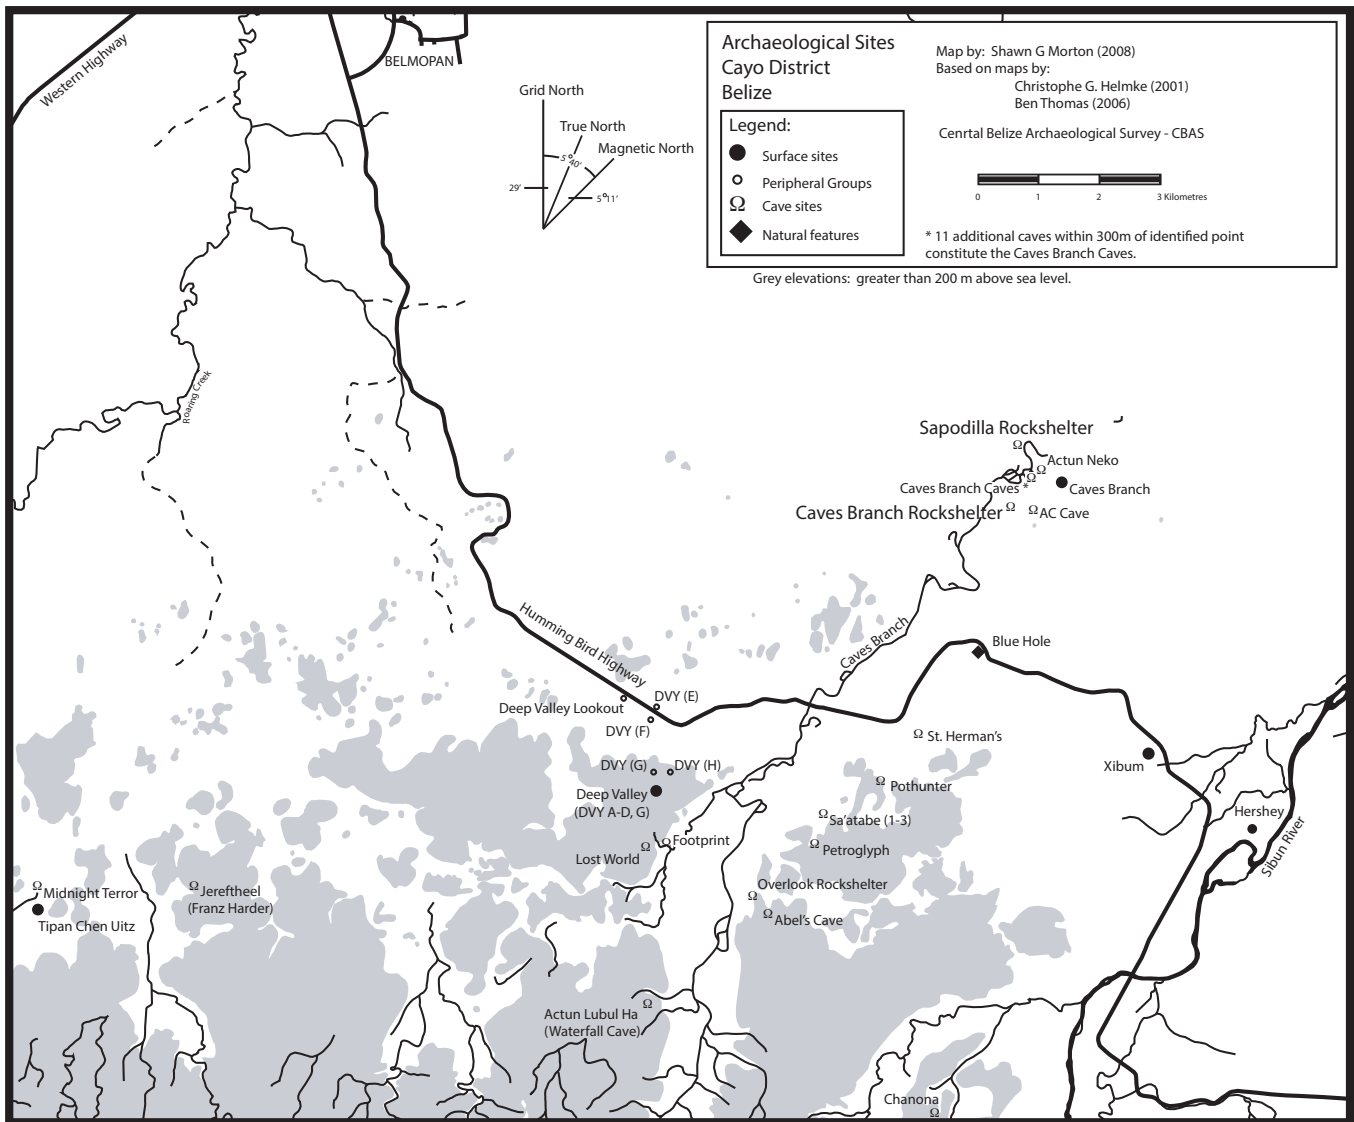 Western Highway
BELMOPAN
Grid North
True North
Magnetic North
5°40'
29'
5°11'
Archaeological Sites
Cayo District
Belize
Map by: Shawn G Morton (2008)
Based on maps by:
Christophe G. Helmke (2001)
Ben Thomas (2006)
Cenrtal Belize Archaeological Survey - CBAS
Legend:
Surface sites
Peripheral Groups
Ω Cave sites
Natural features
0 1 2 3 Kilometres
* 11 additional caves within 300m of identified point
constitute the Caves Branch Caves.
Grey elevations: greater than 200 m above sea level.
Roaring Creek
Sapodilla Rockshelter
Actun Neko
Caves Branch Caves *
Caves Branch
Caves Branch Rockshelter
AC Cave
Humming Bird Highway
Caves Branch
Blue Hole
DVY (E)
Deep Valley Lookout
DVY (F)
St. Herman's
DVY (G)
DVY (H)
Xibum
Deep Valley
(DVY A-D, G)
Pothunter
Sa'atabe (1-3)
Hershey
Sibun River
Footprint
Lost World
Petroglyph
Overlook Rockshelter
Abel's Cave
Midnight Terror
Tipan Chen Uitz
Jereftheel
(Franz Harder)
Actun Lubul Ha
(Waterfall Cave)
Chanona